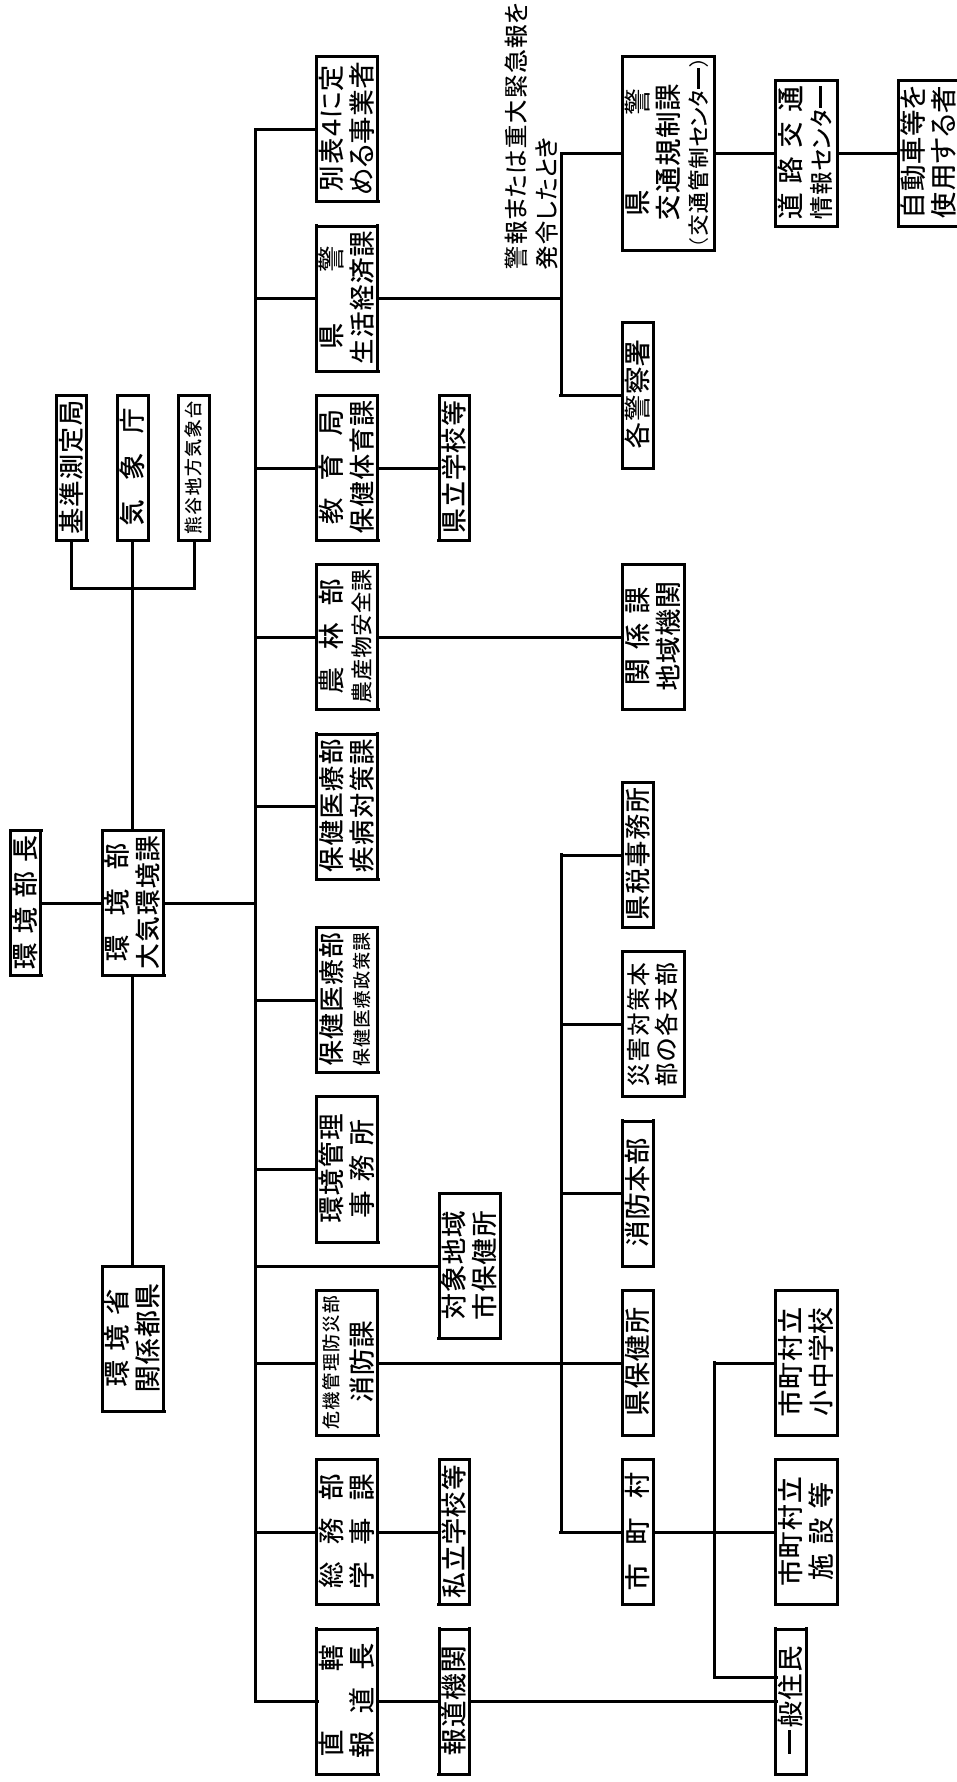 環境部長
環境省
関係都県
環境部
大気環境課
基準測定局
気象庁
熊谷地方気象台
直轄
報道長
総務部
学事課
危機管理防災部
消防課
環境管理
事務所
保健医療部
保健医療政策課
保健医療部
疾病対策課
農林部
農産物安全課
教育局
保健体育課
県警
生活経済課
別表4に定
める事業者
報道機関
私立学校等
対象地域
市保健所
県立学校等
警報または重大緊急報を
発令したとき
市町村
県保健所
消防本部
災害対策本
部の各支部
県税事務所
関係課
地域機関
各警察署
県警
交通規制課
(交通管制センター)
一般住民
市町村立
施設等
市町村立
小中学校
道路交通
情報センター
自動車等を
使用する者